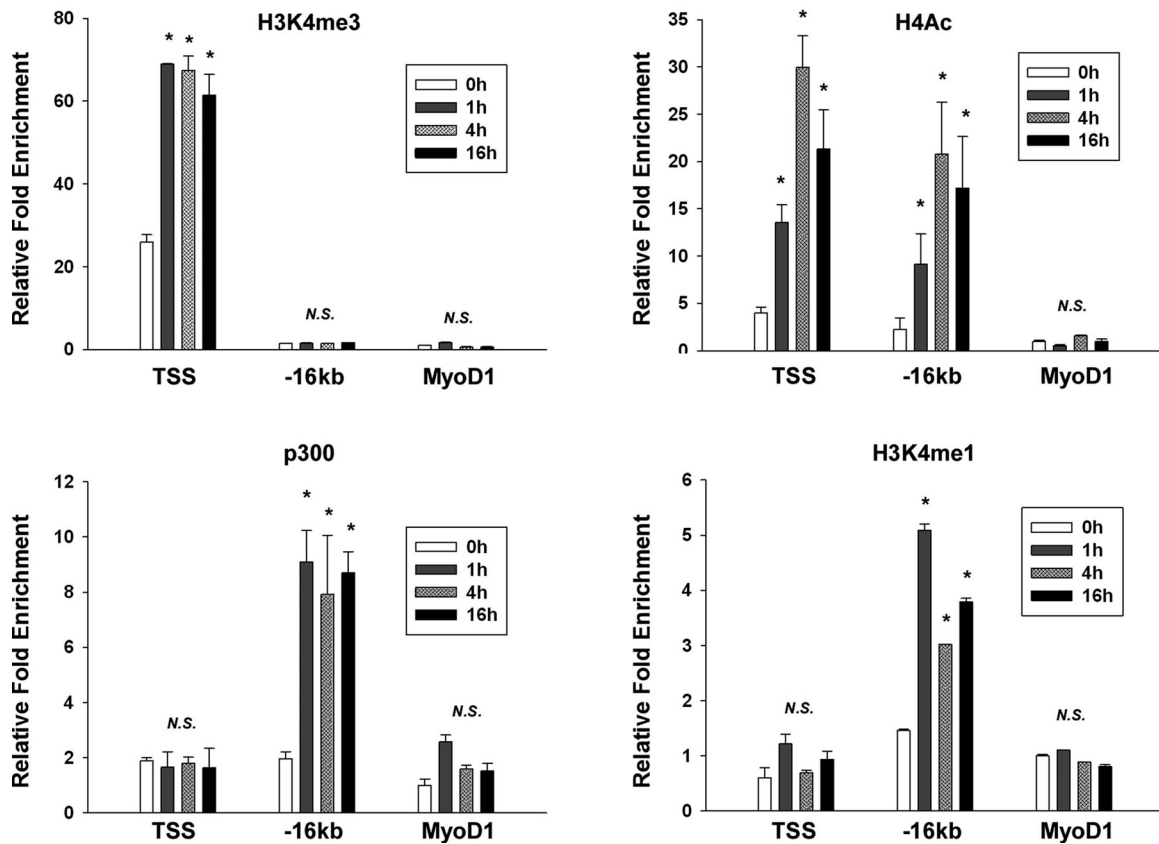 H3K4me3
Relative Fold Enrichment
80
60
40
20
0
* * *
N.S.
N.S.
0h
1h
4h
16h
TSS -16kb MyoD1
H4Ac
Relative Fold Enrichment
35
30
25
20
15
10
5
0
* * *
* * *
N.S.
0h
1h
4h
16h
TSS -16kb MyoD1
p300
Relative Fold Enrichment
12
10
8
6
4
2
0
N.S.
* * *
N.S.
0h
1h
4h
16h
TSS -16kb MyoD1
H3K4me1
Relative Fold Enrichment
6
5
4
3
2
1
0
N.S.
* * *
N.S.
0h
1h
4h
16h
TSS -16kb MyoD1